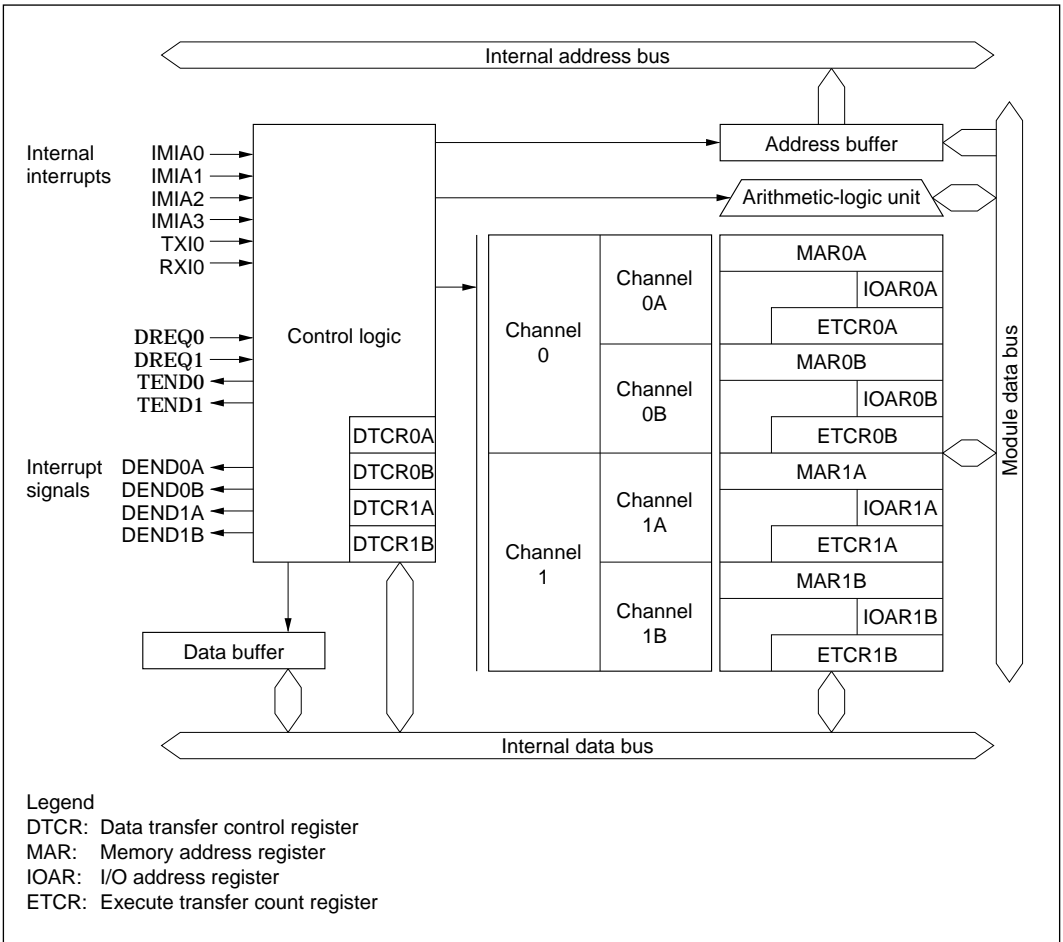 Internal address bus
Internal
interrupts
IMIA0
IMIA1
IMIA2
IMIA3
TXI0
RXI0
DREQ0
DREQ1
TEND0
TEND1
Interrupt
signals
DEND0A
DEND0B
DEND1A
DEND1B
Control logic
DTCR0A
DTCR0B
DTCR1A
DTCR1B
Data buffer
Address buffer
Arithmetic-logic unit
Channel
0
Channel
0A
Channel
0B
Channel
1
Channel
1A
Channel
1B
MAR0A
IOAR0A
ETCR0A
MAR0B
IOAR0B
ETCR0B
MAR1A
IOAR1A
ETCR1A
MAR1B
IOAR1B
ETCR1B
Module data bus
Internal data bus
Legend
DTCR: Data transfer control register
MAR: Memory address register
IOAR: I/O address register
ETCR: Execute transfer count register